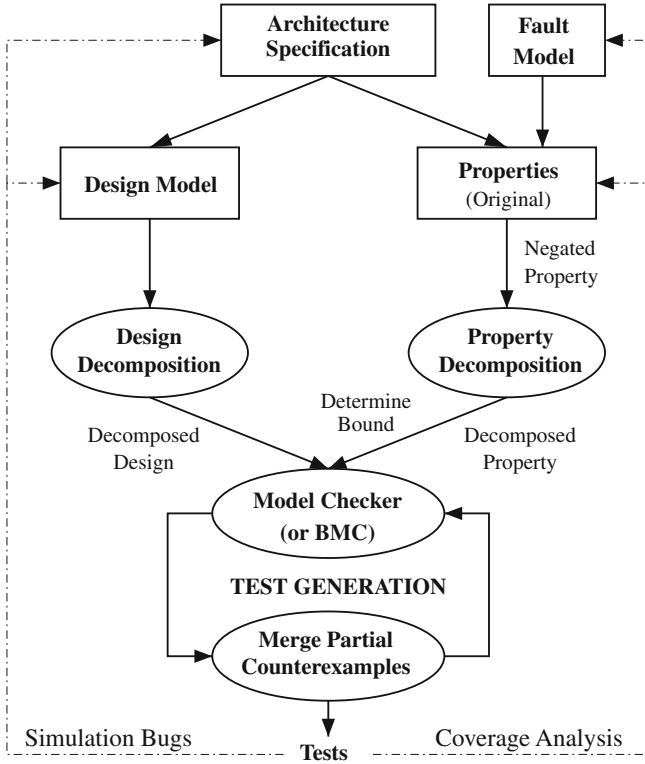 Architecture
Specification
Fault
Model
Design Model
Properties
(Original)
Negated
Property
Design
Decomposition
Property
Decomposition
Determine
Bound
Decomposed
Design
Decomposed
Property
Model Checker
(or BMC)
TEST GENERATION
Merge Partial
Counterexamples
Simulation Bugs
Tests
Coverage Analysis